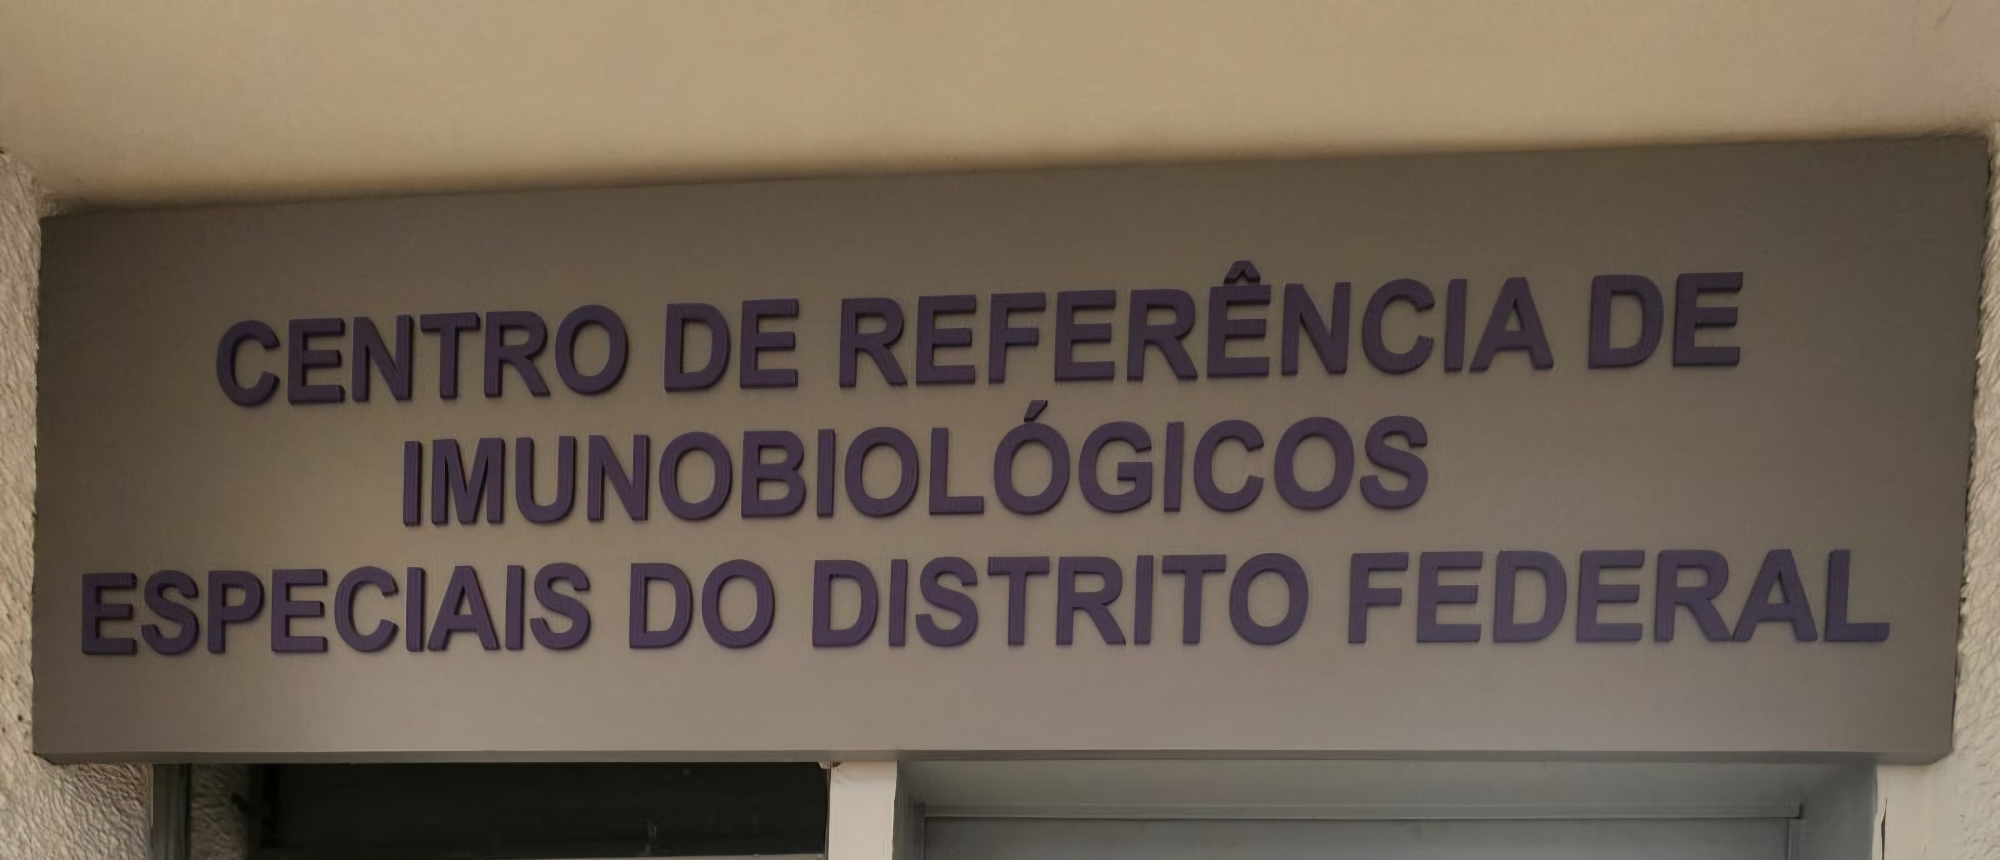 CENTRO DE REFERÊNCIA DE
IMUNOBIOLÓGICOS
ESPECIAIS DO DISTRITO FEDERAL